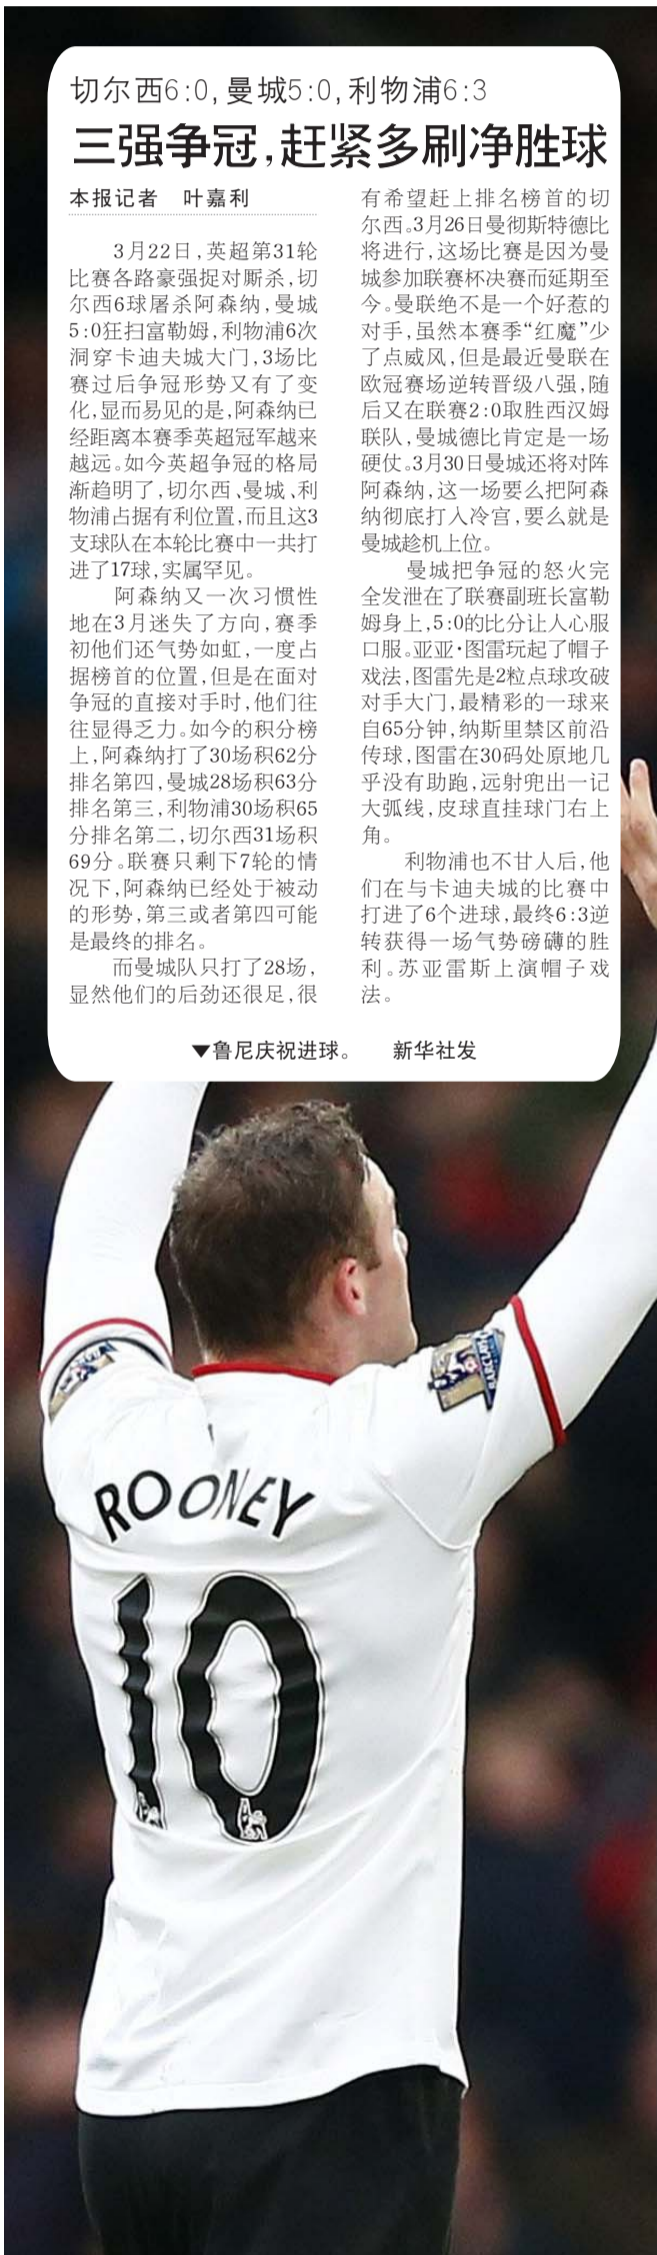 切尔西6:0,曼城5:0,利物浦6:3
三强争冠,赶紧多刷净胜球
本报记者 叶嘉利
3月22日,英超第31轮
比赛各路豪强捉对厮杀,切
尔西6球屠杀阿森纳,曼城
5:0狂扫富勒姆,利物浦6次
洞穿卡迪夫城大门,3场比
赛过后争冠形势又有了变
化,显而易见的是,阿森纳已
经距离本赛季英超冠军越来
越远。如今英超争冠的格局
渐趋明了,切尔西、曼城、利
物浦占据有利位置,而且这3
支球队在本轮比赛中一共打
进了17球,实属罕见。
阿森纳又一次习惯性
地在3月迷失了方向,赛季
初他们还气势如虹,一度占
据榜首的位置,但是在面对
争冠的直接对手时,他们往
往显得乏力。如今的积分榜
上,阿森纳打了30场积62分
排名第四,曼城28场积63分
排名第三,利物浦30场积65
分排名第二,切尔西31场积
69分。联赛只剩下7轮的情
况下,阿森纳已经处于被动
的形势,第三或者第四可能
是最终的排名。
而曼城队只打了28场,
显然他们的后劲还很足,很
有希望赶上排名榜首的切
尔西。3月26日曼彻斯特德比
将进行,这场比赛是因为曼
城参加联赛杯决赛而延期至
今。曼联绝不是一个好惹的
对手,虽然本赛季“红魔”少
了点威风,但是最近曼联在
欧冠赛场逆转晋级八强,随
后又在联赛2:0取胜西汉姆
联队,曼城德比肯定是一场
硬仗。3月30日曼城还将对阵
阿森纳,这一场要么把阿森
纳彻底打入冷宫,要么就是
曼城趁机上位。
曼城把争冠的怒火完
全发泄在了联赛副班长富勒
姆身上,5:0的比分让人心服
口服。亚亚·图雷玩起了帽子
戏法,图雷先是2粒点球攻破
对手大门,最精彩的一球来
自65分钟,纳斯里禁区前沿
传球,图雷在30码处原地几
乎没有助跑,远射兜出一记
大弧线,皮球直挂球门右上
角。
利物浦也不甘人后,他
们在与卡迪夫城的比赛中
打进了6个进球,最终6:3逆
转获得一场气势磅礴的胜
利。苏亚雷斯上演帽子戏
法。
▼鲁尼庆祝进球。 新华社发
BARCLAYS
ROONEY
10